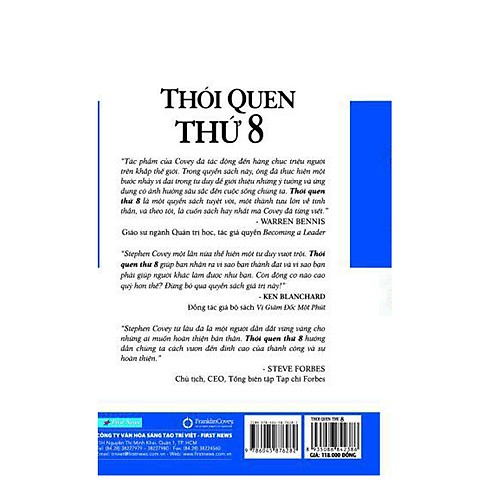 THÓI QUEN
THỨ 8
"Tác phẩm của Covey đã tác động đến hàng chục triệu người
trên khắp thế giới. Trong quyển sách này, ông đã thực hiện một
bước nhảy vĩ đại trong tư duy để giới thiệu những ý tưởng và ứng
dụng có ảnh hưởng sâu sắc đến cuộc sống chúng ta. Thói quen
thứ 8 là một quyển sách tuyệt vời, một thành tựu lớn về tinh
thần, và theo tôi, là cuốn sách hay nhất mà Covey đã từng viết."
- WARREN BENNIS
Giáo sư ngành Quản trị học, tác giả quyển Becoming a Leader
"Stephen Covey một lần nữa thể hiện một tư duy vượt trội. Thói
quen thứ 8 giúp bạn nhận ra vì sao bạn thành đạt và vì sao bạn
phải giúp người khác làm được như bạn. Còn động cơ nào cao
quý hơn thế? Đừng bỏ qua quyển sách giá trị này!"
- KEN BLANCHARD
Đồng tác giả bộ sách Vị Giám Đốc Một Phút
"Stephen Covey từ lâu đã là một người dẫn dắt vững vàng cho
những ai muốn hoàn thiện bản thân. Thói quen thứ 8 hướng
dẫn chúng ta cách vươn đến đỉnh cao của thành công và sự
hoàn thiện."
- STEVE FORBES
Chủ tịch, CEO, Tổng biên tập Tạp chí Forbes
First News
FranklinCovey
CÔNG TY VĂN HÓA SÁNG TẠO TRÍ VIỆT - FIRST NEWS
Nguyễn Thị Minh Khai, Quận 1, TP. HCM
THÓI QUEN THỨ 8
GIÁ: 118.000 ĐỒNG